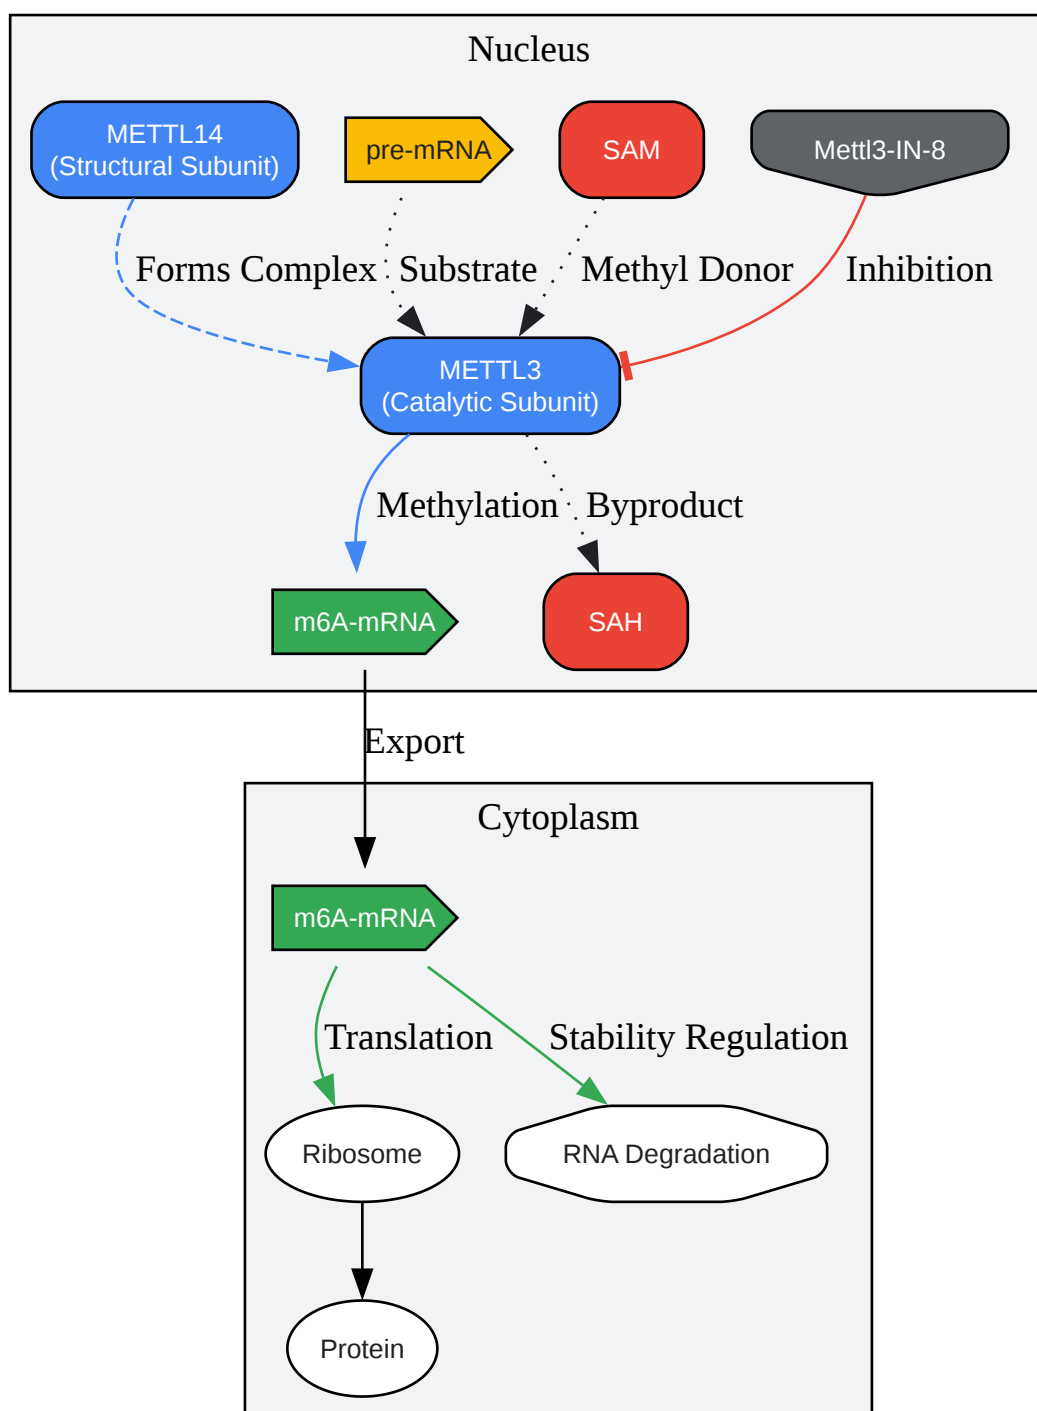 Nucleus
METTL14
(Structural Subunit)
pre-mRNA
SAM
Mettl3-IN-8
Forms Complex
Substrate
Methyl Donor
Inhibition
METTL3
(Catalytic Subunit)
Methylation
Byproduct
m6A-mRNA
SAH
Export
Cytoplasm
m6A-mRNA
Translation
Stability Regulation
Ribosome
RNA Degradation
Protein